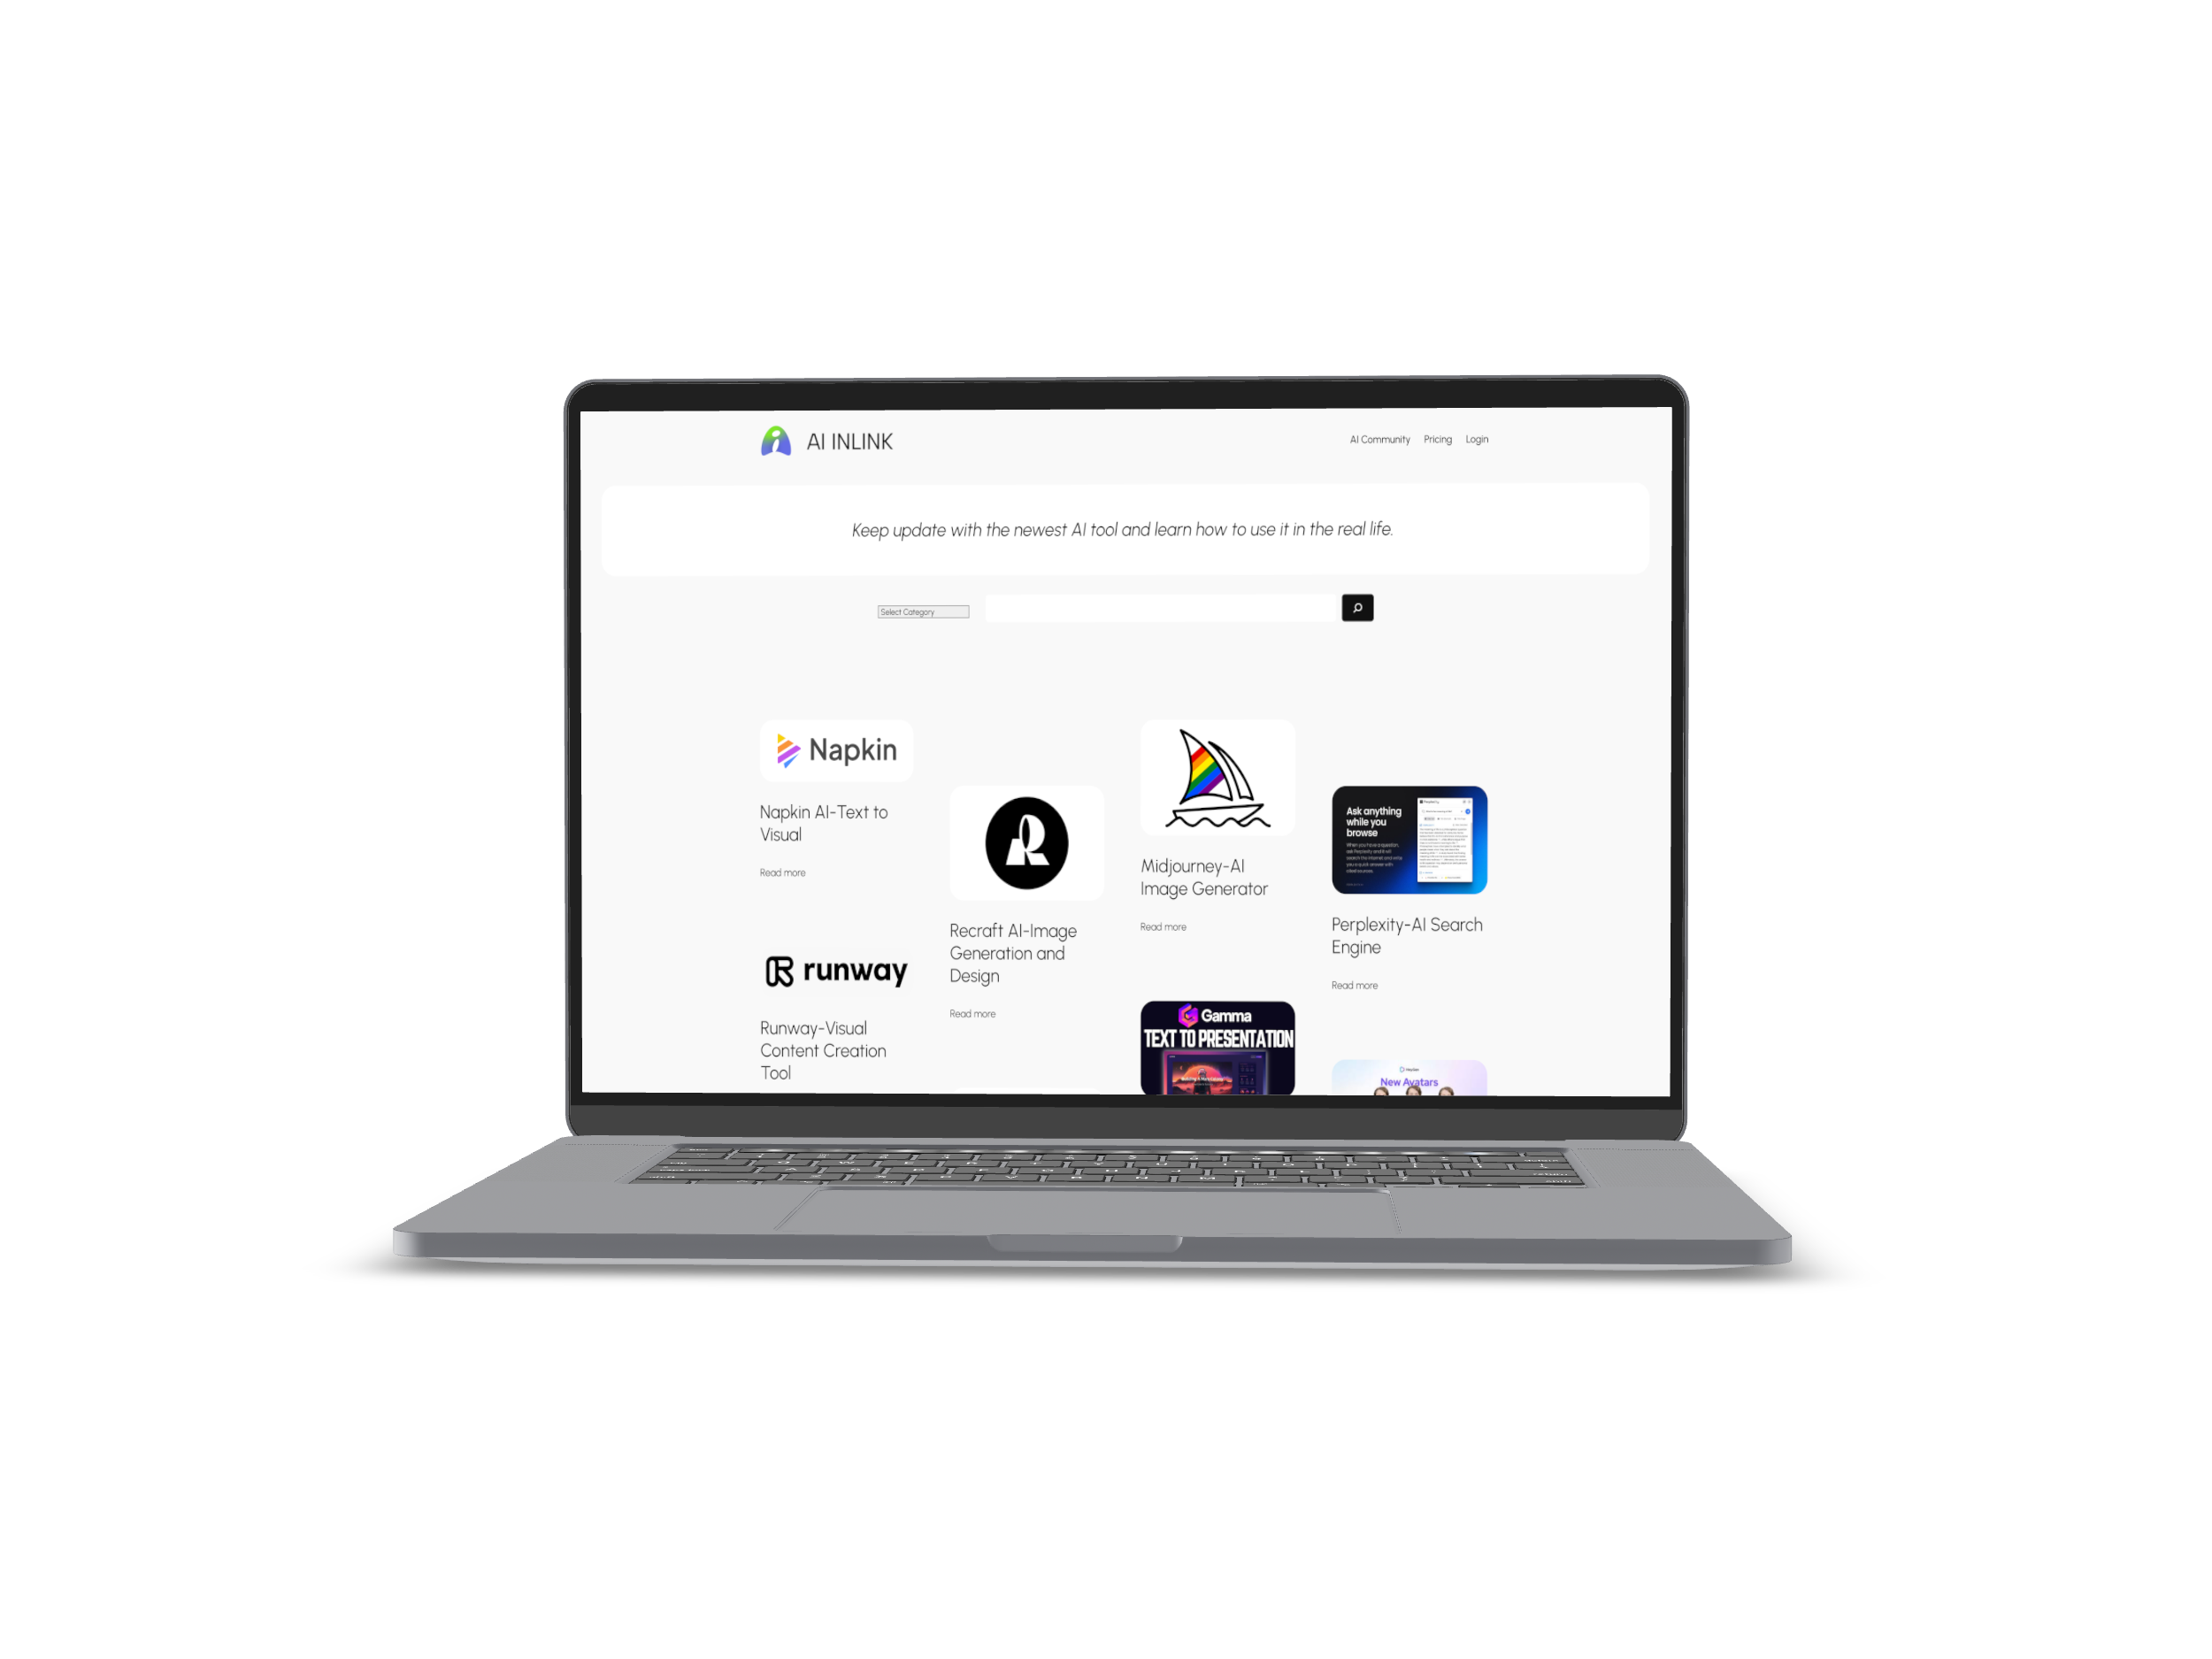 AI INLINK
AI Community Pricing Login
Keep update with the newest AI tool and learn how to use it in the real life.
Select Category
Napkin
Napkin AI-Text to
Visual
Read more
runway
Runway-Visual
Content Creation
Tool
Recraft AI-Image
Generation and
Design
Read more
Midjourney-AI
Image Generator
Read more
Gamma
TEXT TO PRESENTATION
Ask anything
while you
browse
Perplexity-AI Search
Engine
Read more
New Avatars